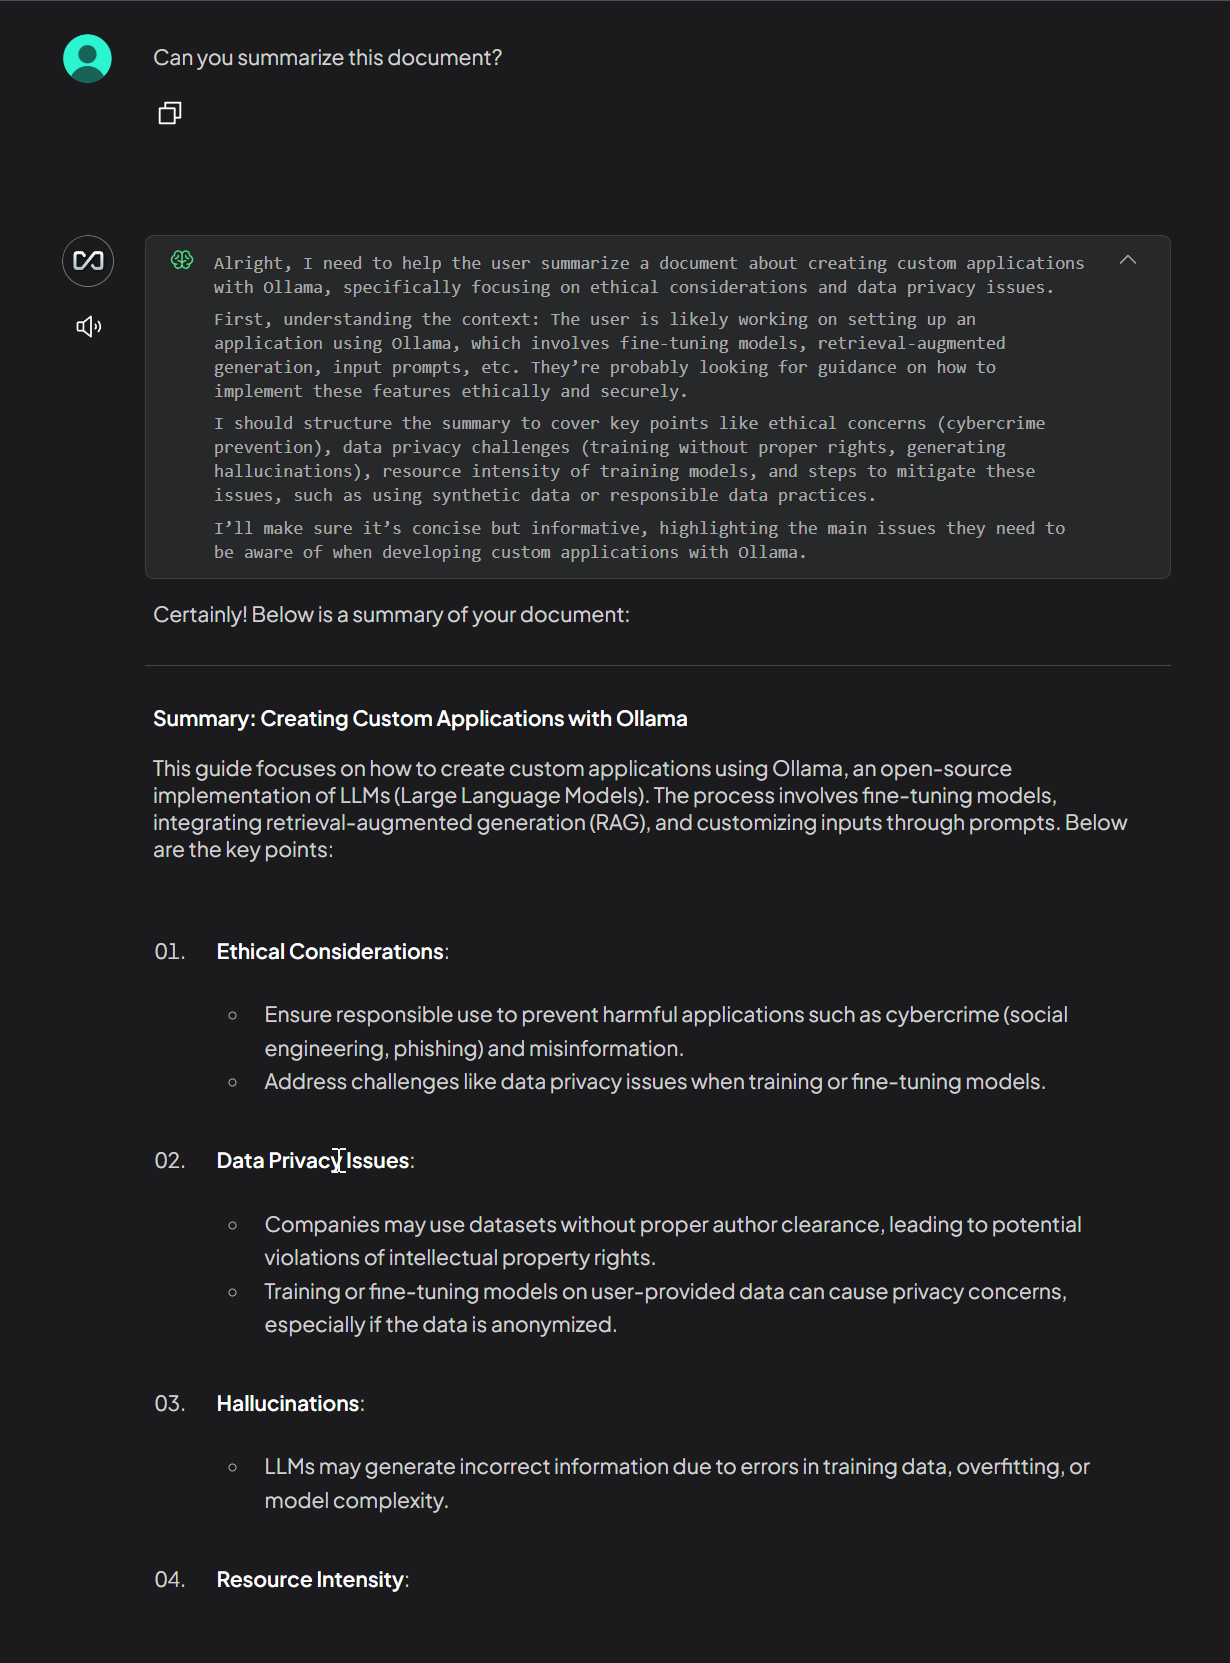 Can you summarize this document?
Alright, I need to help the user summarize a document about creating custom applications
with Ollama, specifically focusing on ethical considerations and data privacy issues.
First, understanding the context: The user is likely working on setting up an
application using Ollama, which involves fine-tuning models, retrieval-augmented
generation, input prompts, etc. They’re probably looking for guidance on how to
implement these features ethically and securely.
I should structure the summary to cover key points like ethical concerns (cybercrime
prevention), data privacy challenges (training without proper rights, generating
hallucinations), resource intensity of training models, and steps to mitigate these
issues, such as using synthetic data or responsible data practices.
I’ll make sure it’s concise but informative, highlighting the main issues they need to
be aware of when developing custom applications with Ollama.
Certainly! Below is a summary of your document:
Summary: Creating Custom Applications with Ollama
This guide focuses on how to create custom applications using Ollama, an open-source
implementation of LLMs (Large Language Models). The process involves fine-tuning models,
integrating retrieval-augmented generation (RAG), and customizing inputs through prompts. Below
are the key points:
01. Ethical Considerations:
◦ Ensure responsible use to prevent harmful applications such as cybercrime (social
engineering, phishing) and misinformation.
◦ Address challenges like data privacy issues when training or fine-tuning models.
02. Data Privacy Issues:
◦ Companies may use datasets without proper author clearance, leading to potential
violations of intellectual property rights.
◦ Training or fine-tuning models on user-provided data can cause privacy concerns,
especially if the data is anonymized.
03. Hallucinations:
◦ LLMs may generate incorrect information due to errors in training data, overfitting, or
model complexity.
04. Resource Intensity: